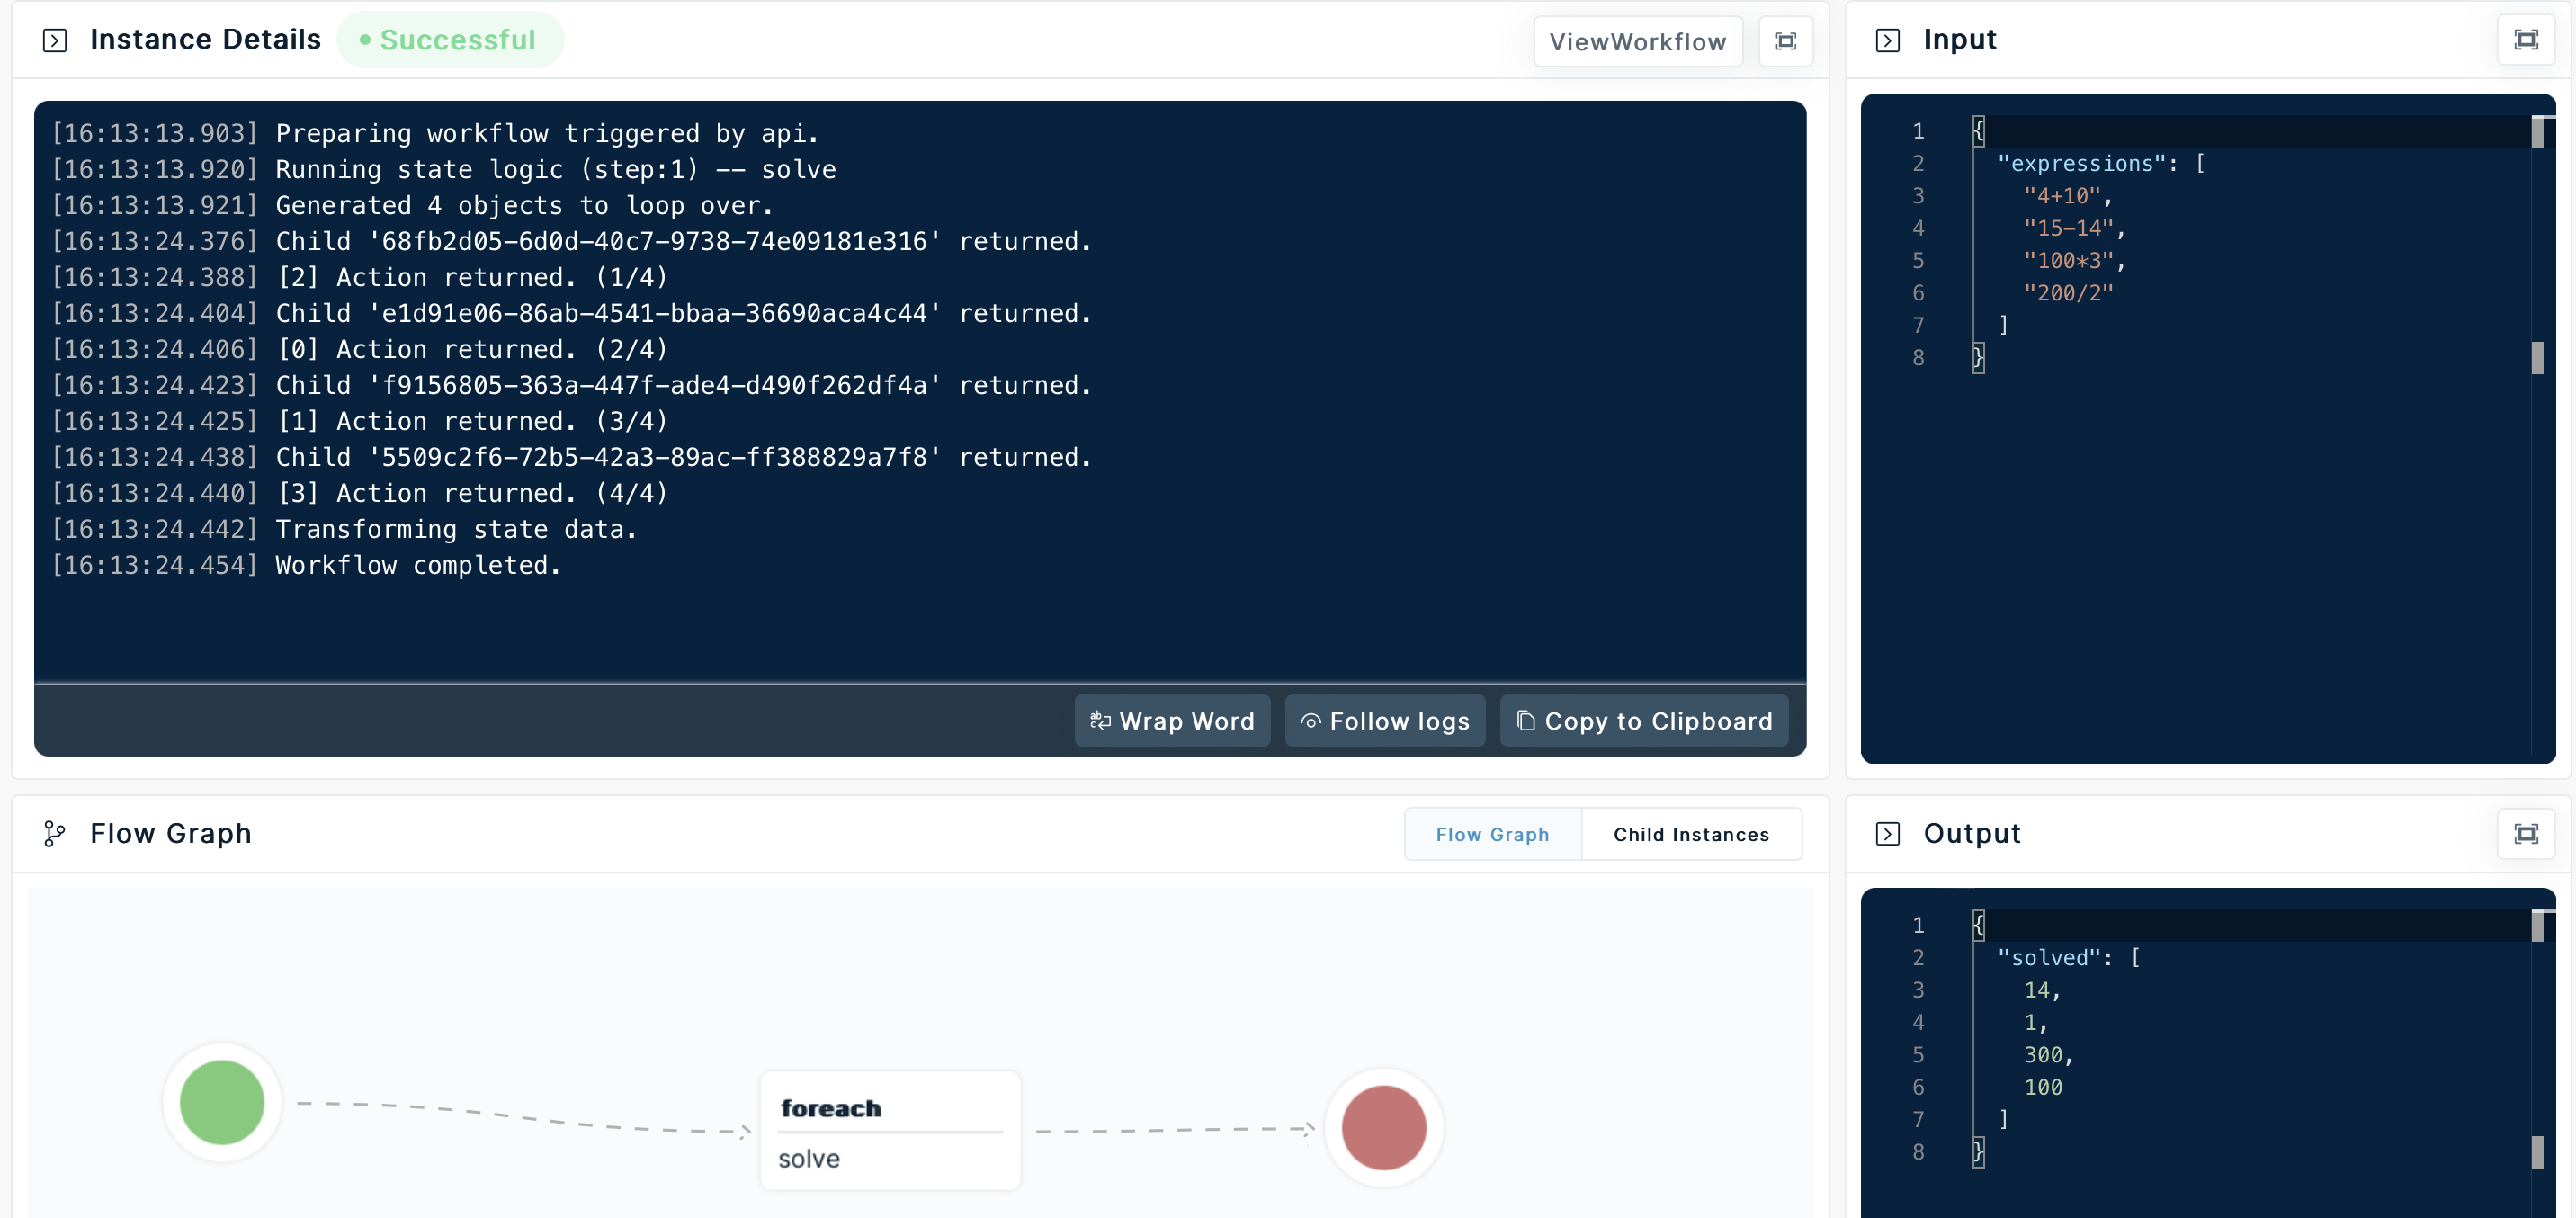 Instance Details
Successful
ViewWorkflow
[16:13:13.903] Preparing workflow triggered by api.
[16:13:13.920] Running state logic (step:1) -- solve
[16:13:13.921] Generated 4 objects to loop over.
[16:13:24.376] Child '68fb2d05-6d0d-40c7-9738-74e09181e316' returned.
[16:13:24.388] [2] Action returned. (1/4)
[16:13:24.404] Child 'e1d91e06-86ab-4541-bbaa-36690aca4c44' returned.
[16:13:24.406] [0] Action returned. (2/4)
[16:13:24.423] Child 'f9156805-363a-447f-ade4-d490f262df4a' returned.
[16:13:24.425] [1] Action returned. (3/4)
[16:13:24.438] Child '5509c2f6-72b5-42a3-89ac-ff388829a7f8' returned.
[16:13:24.440] [3] Action returned. (4/4)
[16:13:24.442] Transforming state data.
[16:13:24.454] Workflow completed.
Wrap Word
Follow logs
Copy to Clipboard
Input
1 {
2 "expressions": [
3 "4+10",
4 "15-14",
5 "100*3",
6 "200/2"
7 ]
8 }
Flow Graph
Flow Graph
Child Instances
foreach
solve
Output
1 {
2 "solved": [
3 14,
4 1,
5 300,
6 100
7 ]
8 }